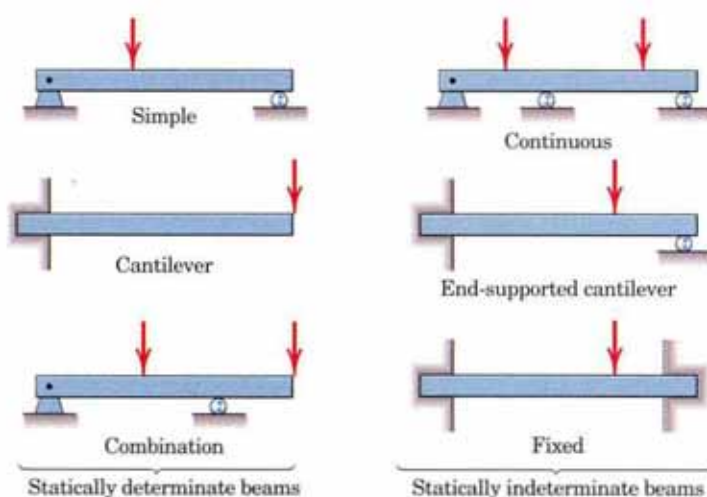 Simple
Continuous
Cantilever
End-supported cantilever
Combination
Fixed
Statically determinate beams
Statically indeterminate beams